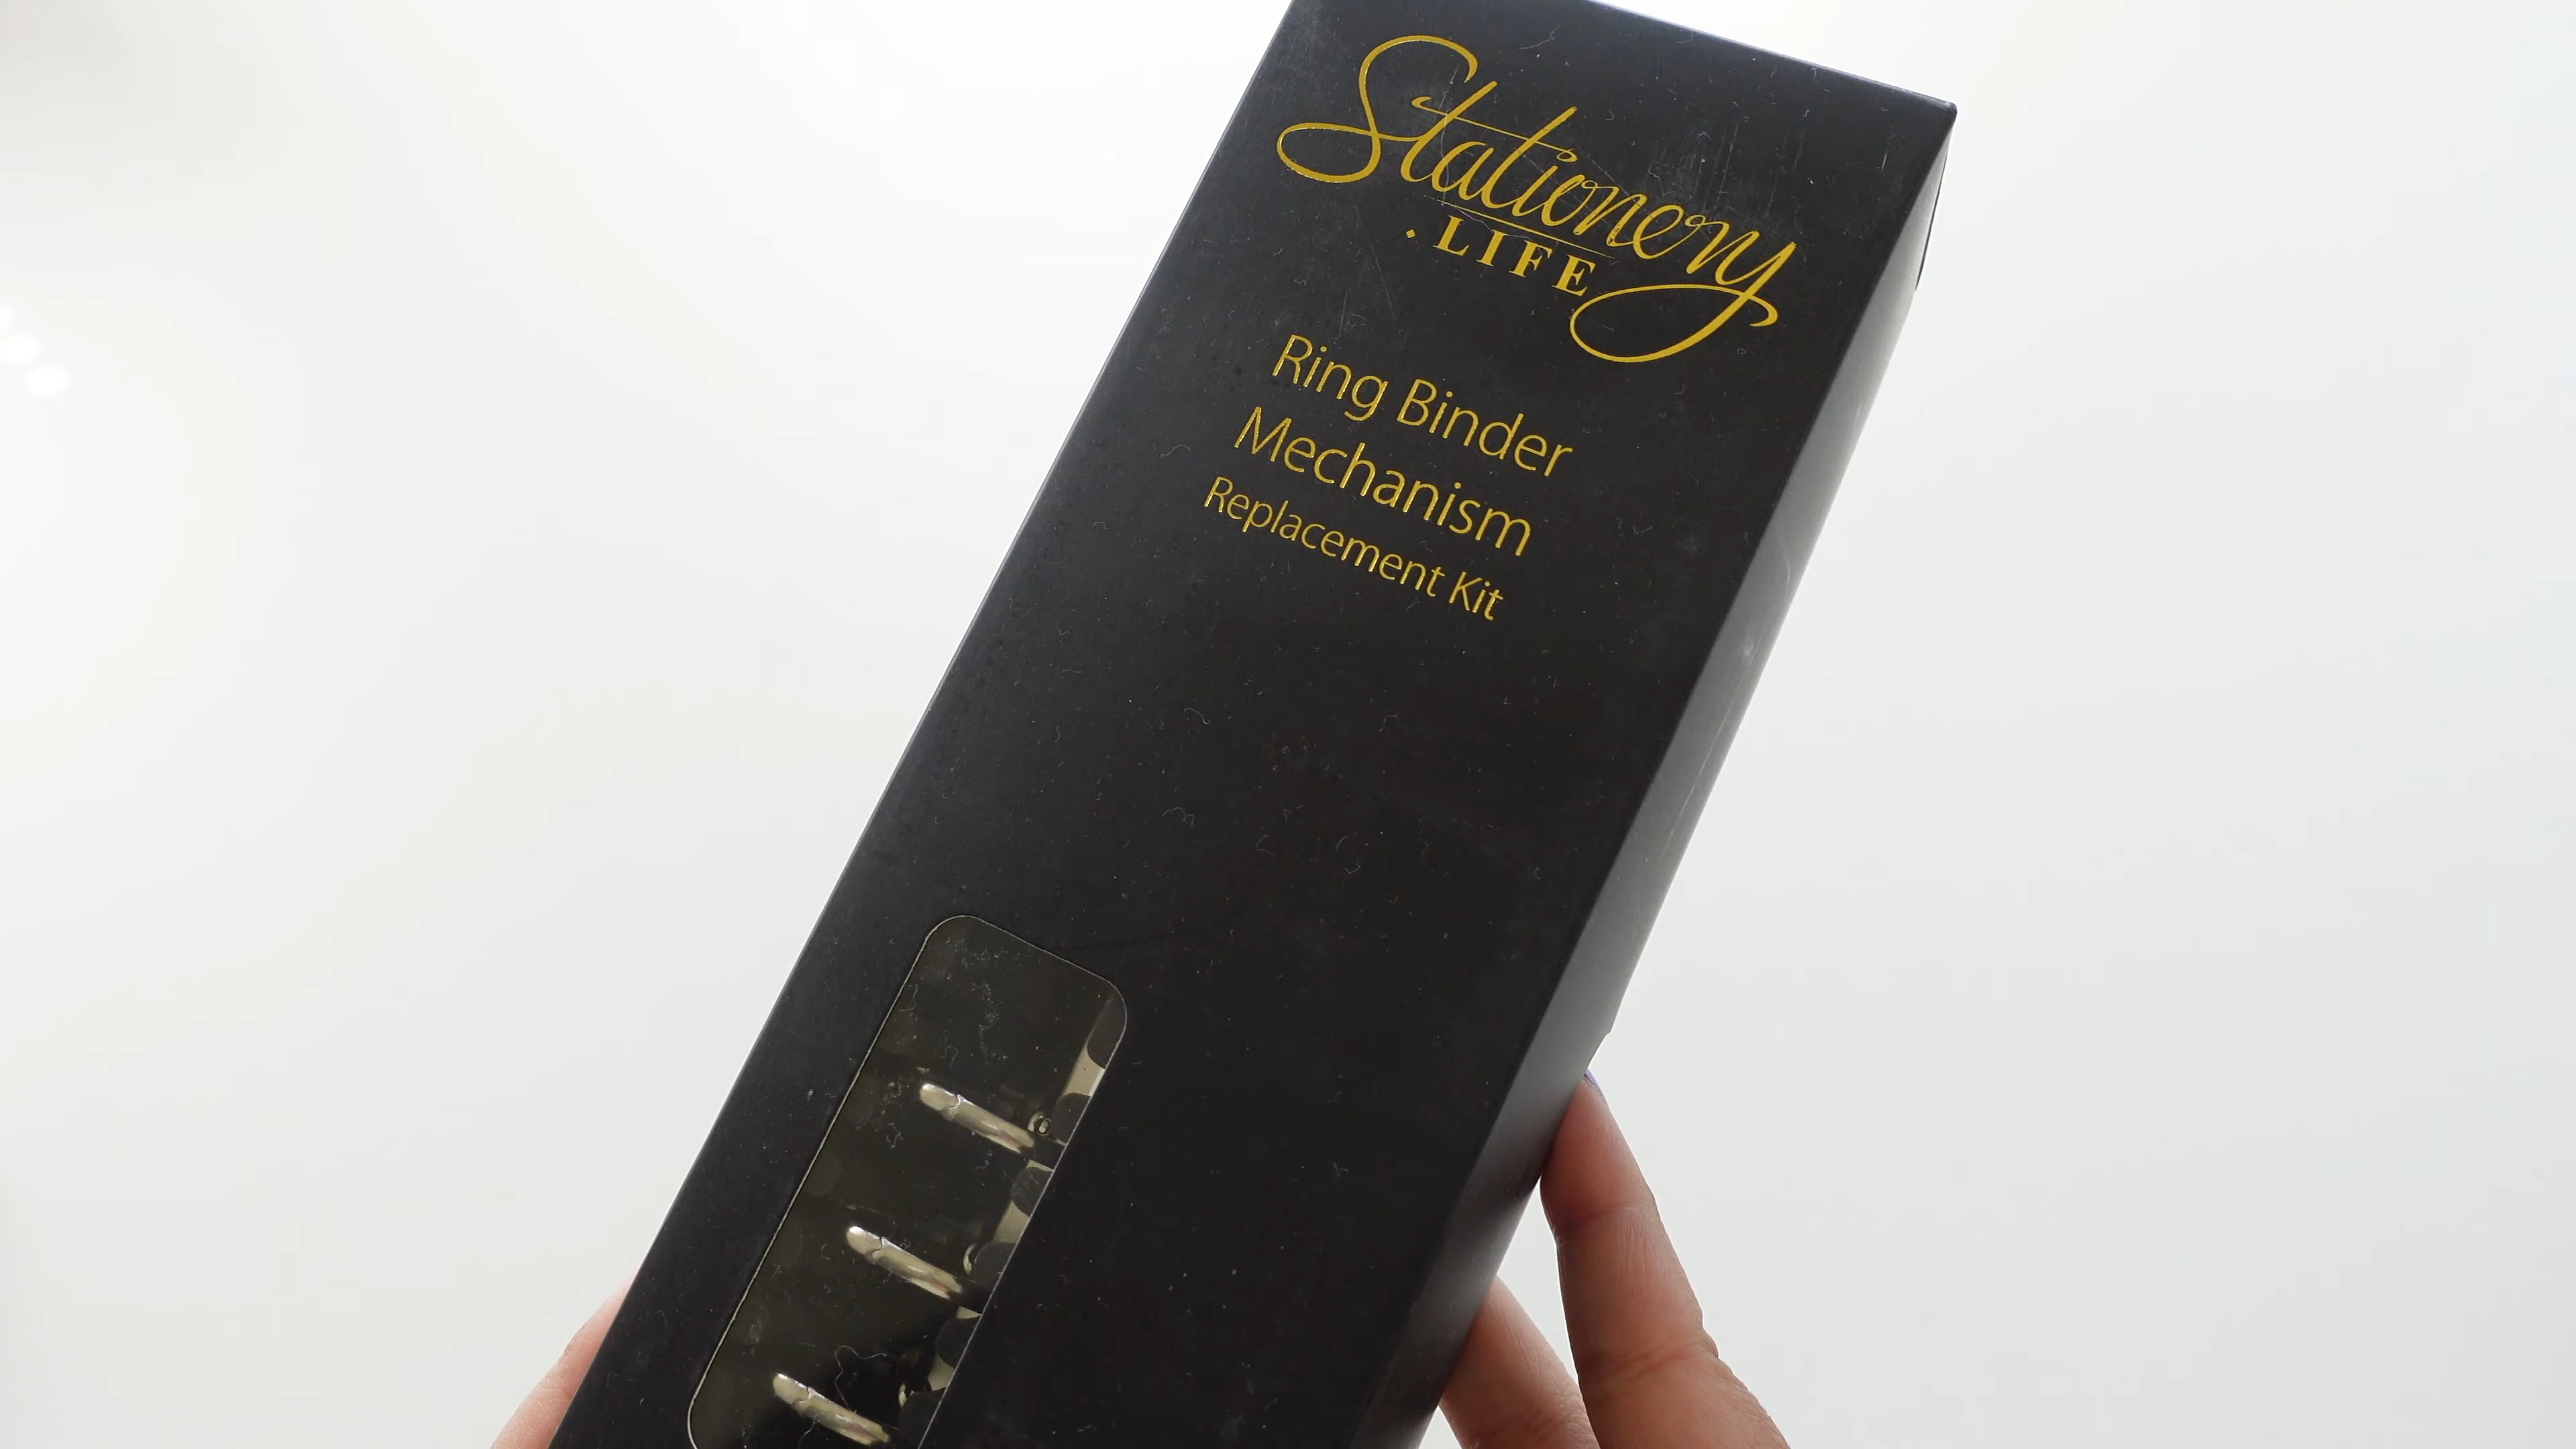 Stationery
· LIFE
Ring Binder
Mechanism
Replacement Kit